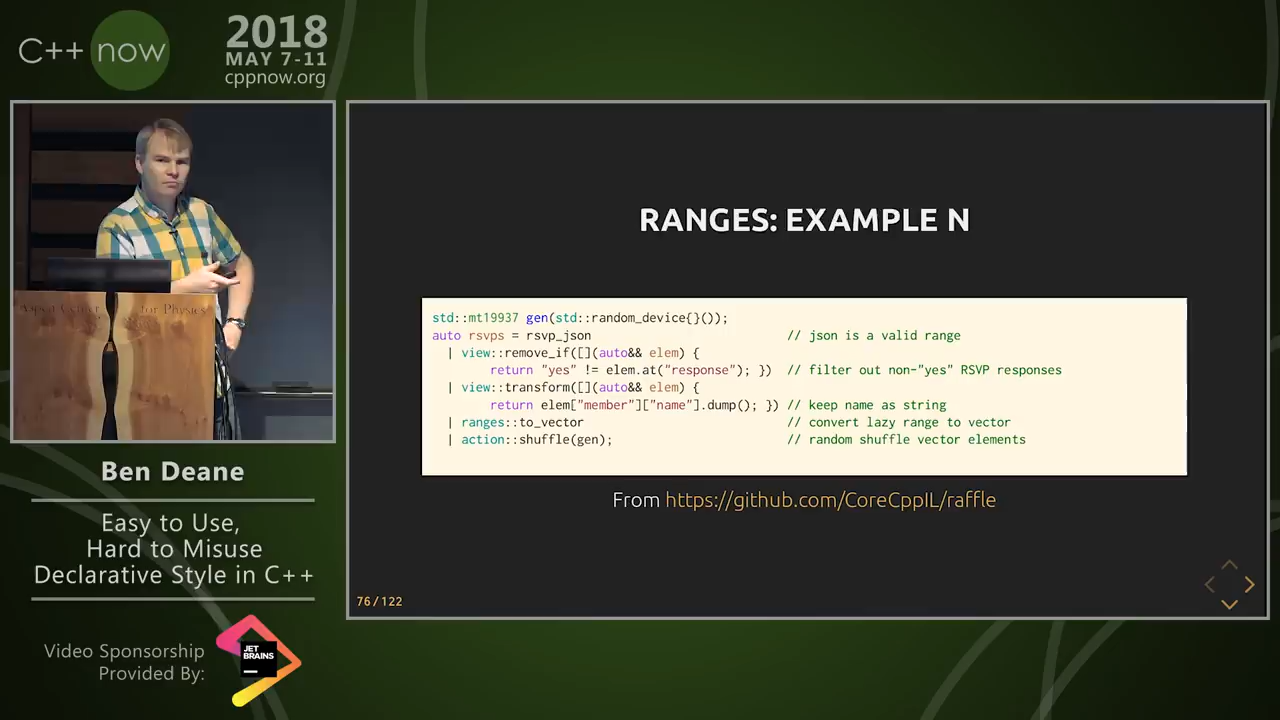 C++ now
2018
MAY 7-11
cppnow.org
Aspen Center for Physics
Ben Deane
Easy to Use,
Hard to Misuse
Declarative Style in C++
Video Sponsorship
Provided By:
JET
BRAINS
RANGES: EXAMPLE N
std::mt19937 gen(std::random_device{}());
auto rsvps = rsvp_json // json is a valid range
| view::remove_if([](auto&& elem) {
return "yes" != elem.at("response"); }) // filter out non-"yes" RSVP responses
| view::transform([](auto&& elem) {
return elem["member"]["name"].dump(); }) // keep name as string
| ranges::to_vector // convert lazy range to vector
| action::shuffle(gen); // random shuffle vector elements
From https://github.com/CoreCppIL/raffle
76/122